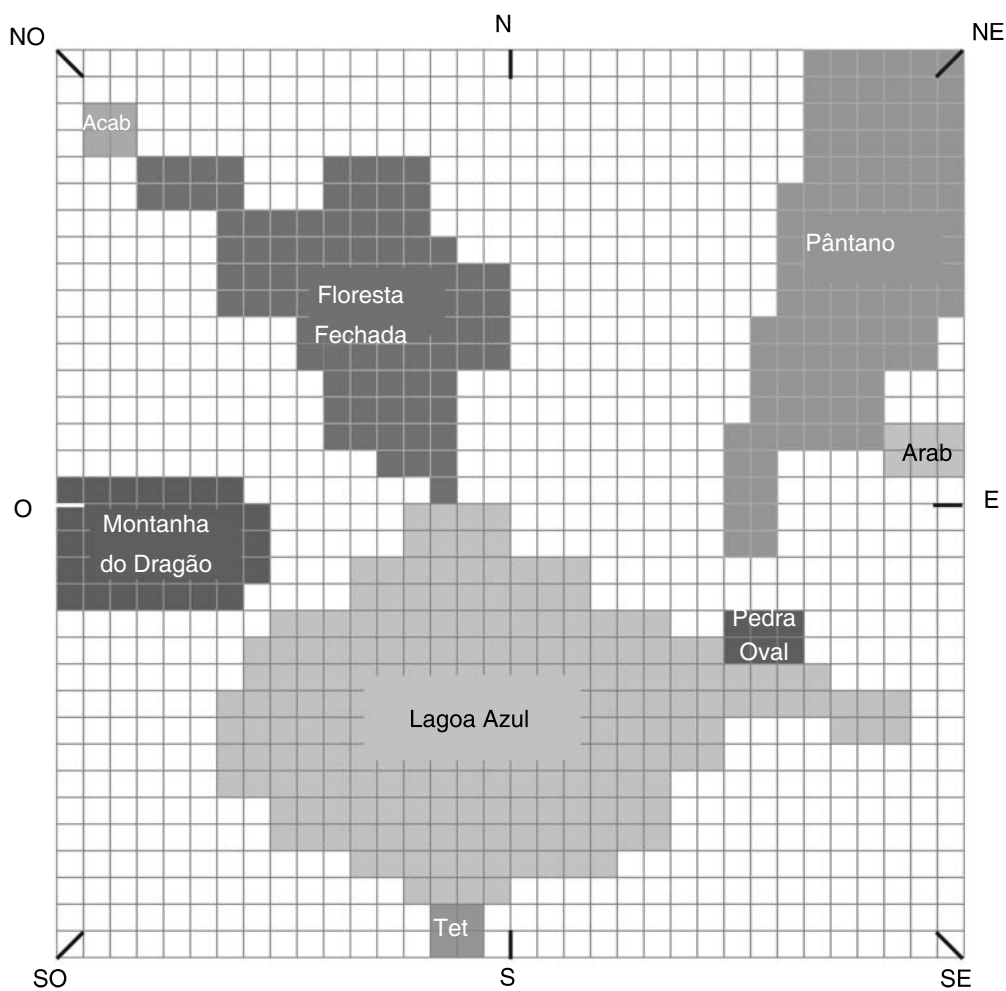 NO
N
NE
Acab
Pântano
Floresta
Fechada
Arab
O
E
Montanha
do Dragão
Pedra
Oval
Lagoa Azul
Tet
SO
S
SE